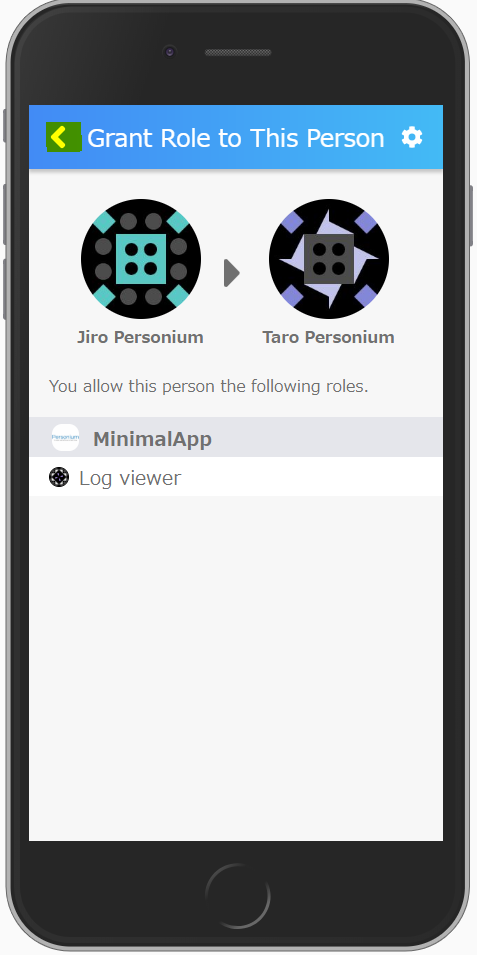 Grant Role to This Person
Jiro Personium
Taro Personium
You allow this person the following roles.
Personium
MinimalApp
Log viewer